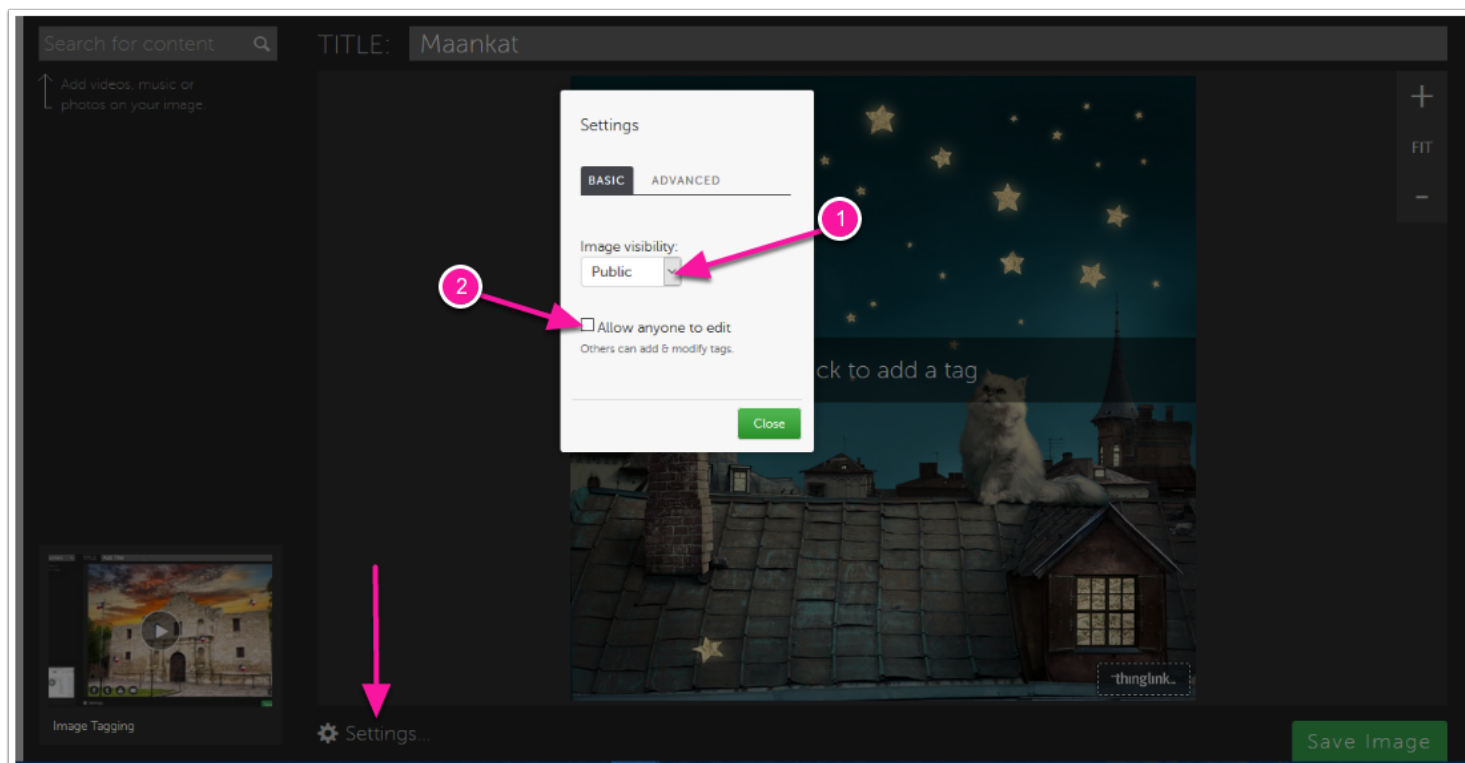 Search for content
TITLE: Maankat
Add videos, music or
photos on your image.
+
FIT
-
Settings
BASIC ADVANCED
1
Image visibility:
Public
2
Allow anyone to edit
Others can add & modify tags.
ck to add a tag
Close
thinglink..
Image Tagging
Settings...
Save Image